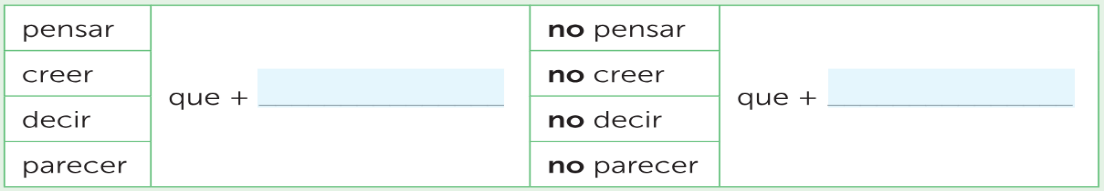 pensar
creer
decir
parecer
que +
no pensar
no creer
no decir
no parecer
que +